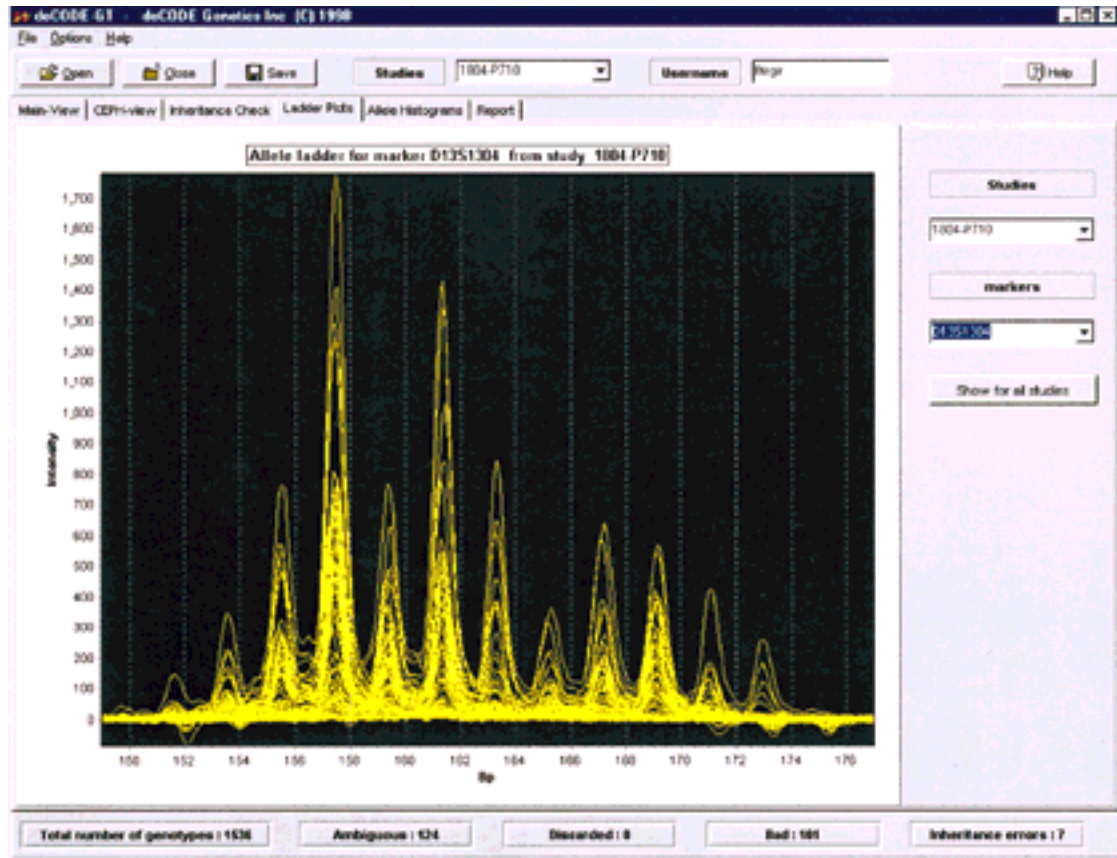 deCODE-GT - deCODE Genetics Inc (C) 1998
File Options Help
Open Close Save Studies 1804-P710 Username Help
Main-View CEPH-view Inheritance Check Ladder Plots Allele Histograms Report
Allele ladder for marker D13S1304 from study 1804-P710
Studies
1804-P710
markers
D13S1304
Show for all studies
1,700
1,600
1,500
1,400
1,300
1,200
1,100
1,000
900
800
700
600
500
400
300
200
100
0
Intensity
150 152 154 156 158 160 162 164 166 168 170 172 174 176
Bp
Total number of genotypes : 1536 Ambiguous : 124 Discarded : 0 Bad : 101 Inheritance errors : 7